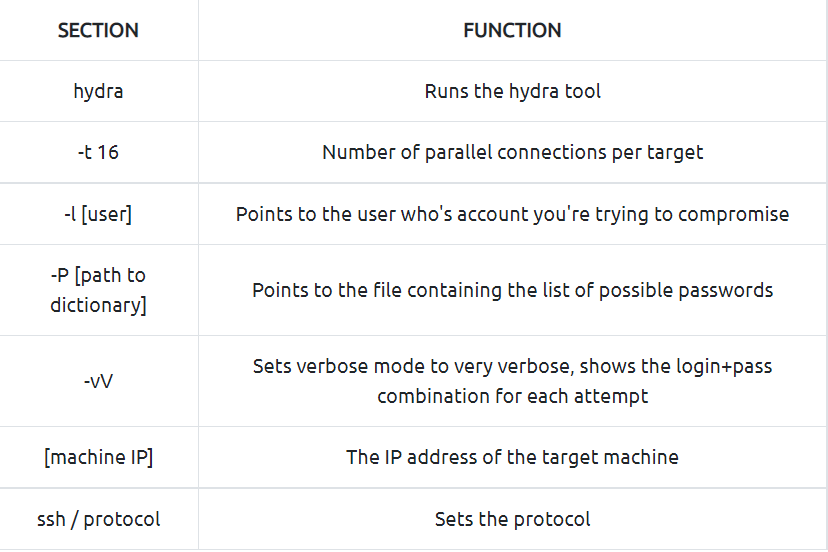 SECTION FUNCTION
hydra Runs the hydra tool
-t 16 Number of parallel connections per target
-l [user] Points to the user who's account you're trying to compromise
-P [path to
dictionary] Points to the file containing the list of possible passwords
-vV Sets verbose mode to very verbose, shows the login+pass
combination for each attempt
[machine IP] The IP address of the target machine
ssh / protocol Sets the protocol